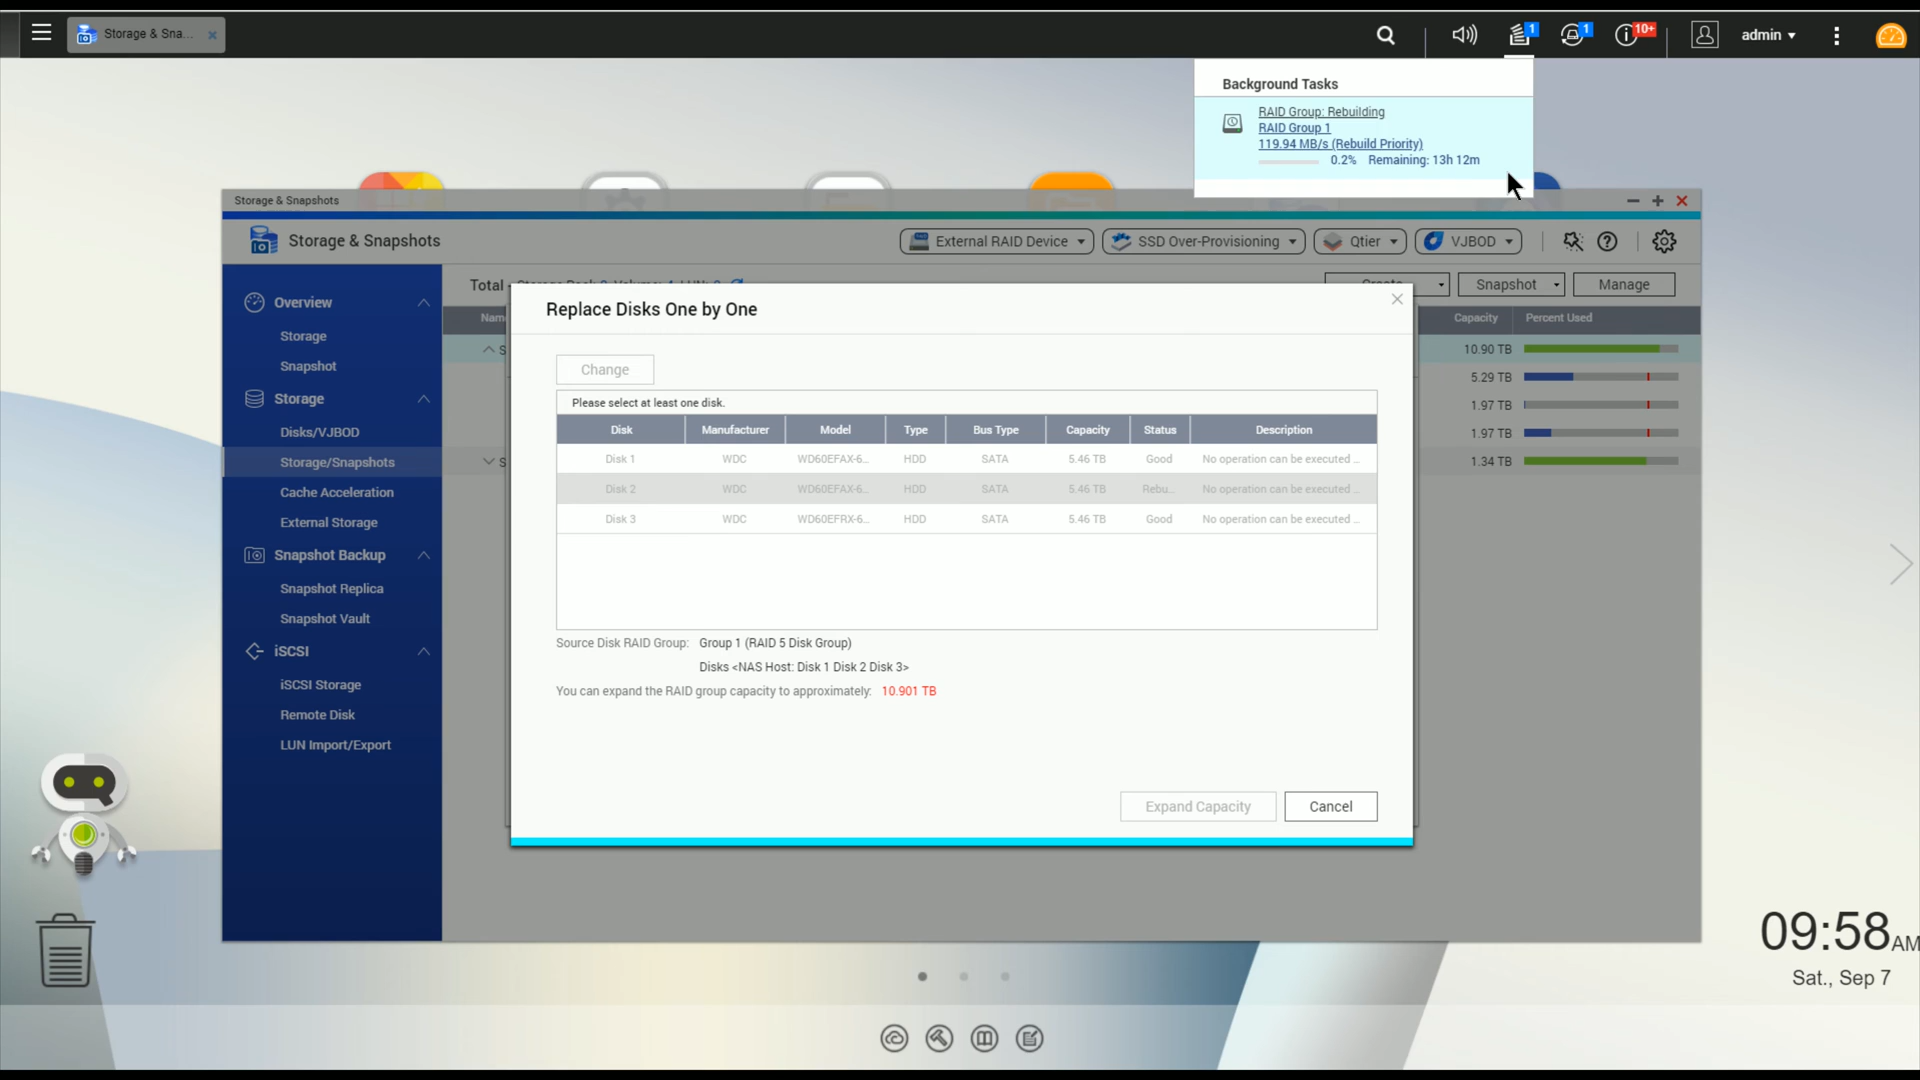 Storage & Sna...
1
1
10+
admin
Background Tasks
RAID Group: Rebuilding
RAID Group 1
119.94 MB/s (Rebuild Priority)
0.2% Remaining: 13h 12m
Storage & Snapshots
Storage & Snapshots
External RAID Device
SSD Over-Provisioning
Qtier
VJBOD
Total -
Create
Snapshot
Manage
Overview
Storage
Snapshot
Storage
Disks/VJBOD
Storage/Snapshots
Cache Acceleration
External Storage
Snapshot Backup
Snapshot Replica
Snapshot Vault
iSCSI
iSCSI Storage
Remote Disk
LUN Import/Export
Capacity Percent Used
10.90 TB
5.29 TB
1.97 TB
1.97 TB
1.34 TB
Replace Disks One by One
Change
Please select at least one disk.
Disk Manufacturer Model Type Bus Type Capacity Status Description
Disk 1 WDC WD60EFAX-6... HDD SATA 5.46 TB Good No operation can be executed ...
Disk 2 WDC WD60EFAX-6... HDD SATA 5.46 TB Rebu... No operation can be executed ...
Disk 3 WDC WD60EFRX-6... HDD SATA 5.46 TB Good No operation can be executed ...
Source Disk RAID Group: Group 1 (RAID 5 Disk Group)
Disks <NAS Host: Disk 1 Disk 2 Disk 3>
You can expand the RAID group capacity to approximately: 10.901 TB
Expand Capacity
Cancel
09:58 AM
Sat., Sep 7